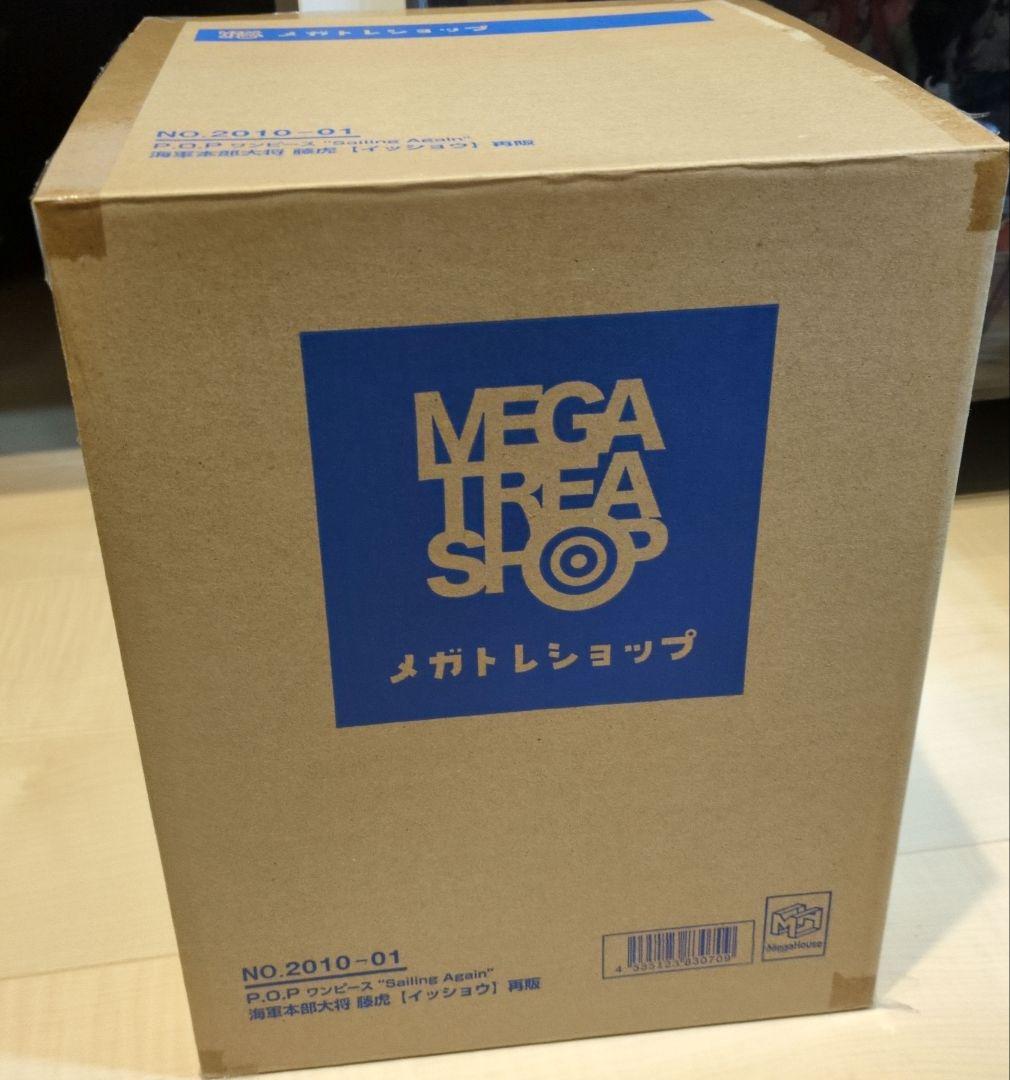 メガトレショップ
NO.2010-01
P.O.P ワンピース "Sailing Again"
海軍本部大将 藤虎【イッショウ】再販
MEGA
TREA
SHOP
メガトレショップ
NO.2010-01
P.O.P ワンピース "Sailing Again"
海軍本部大将 藤虎【イッショウ】再販
4 535123 830709
MegaHouse